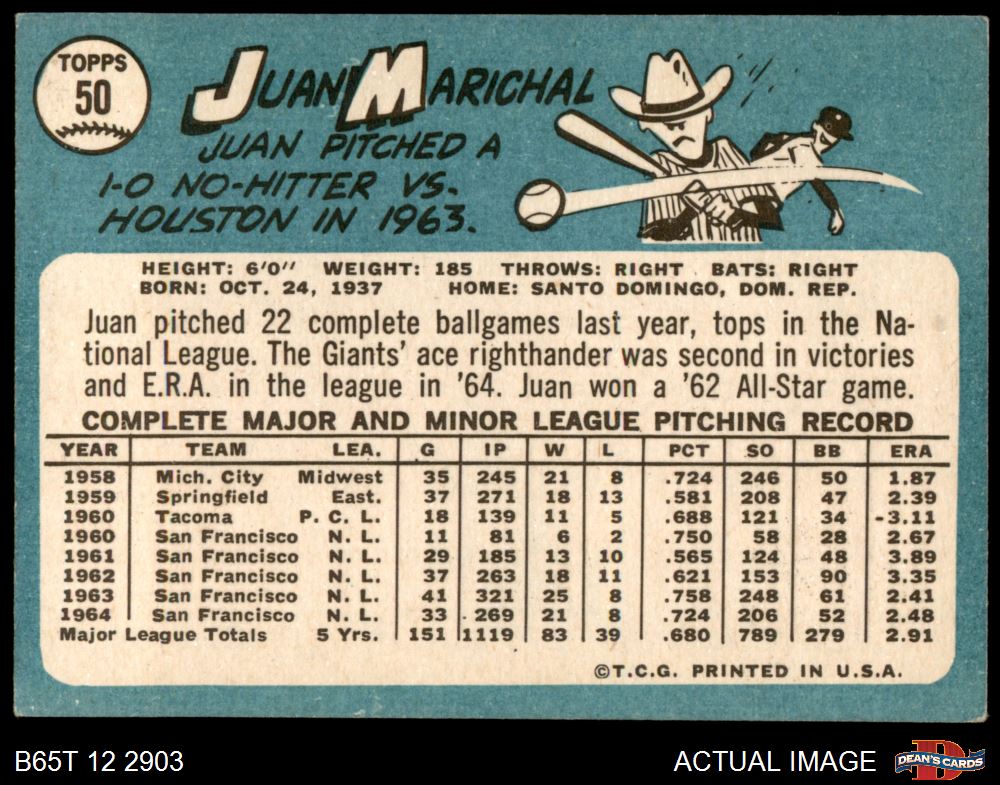 TOPPS
50
JUAN MARICHAL
JUAN PITCHED A
1-0 NO-HITTER VS.
HOUSTON IN 1963.
HEIGHT: 6'0" WEIGHT: 185 THROWS: RIGHT BATS: RIGHT
BORN: OCT. 24, 1937 HOME: SANTO DOMINGO, DOM. REP.
Juan pitched 22 complete ballgames last year, tops in the Na-
tional League. The Giants' ace righthander was second in victories
and E.R.A. in the league in '64. Juan won a '62 All-Star game.
COMPLETE MAJOR AND MINOR LEAGUE PITCHING RECORD
YEAR TEAM LEA. G IP W L PCT SO BB ERA
1958 Mich. City Midwest 35 245 21 8 .724 246 50 1.87
1959 Springfield East. 37 271 18 13 .581 208 47 2.39
1960 Tacoma P. C. L. 18 139 11 5 .688 121 34 -3.11
1960 San Francisco N. L. 11 81 6 2 .750 58 28 2.67
1961 San Francisco N. L. 29 185 13 10 .565 124 48 3.89
1962 San Francisco N. L. 37 263 18 11 .621 153 90 3.35
1963 San Francisco N. L. 41 321 25 8 .758 248 61 2.41
1964 San Francisco N. L. 33 269 21 8 .724 206 52 2.48
Major League Totals 5 Yrs. 151 1119 83 39 .680 789 279 2.91
©T.C.G. PRINTED IN U.S.A.
B65T 12 2903
ACTUAL IMAGE
D
DEAN'S CARDS